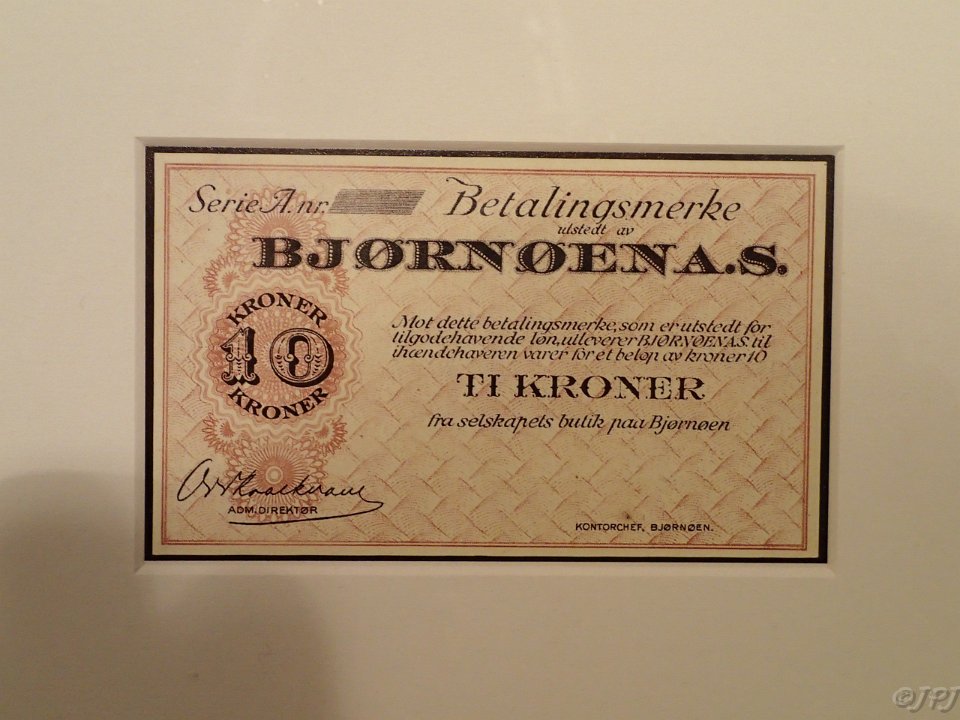 Serie A. nr.
Betalingsmerke
utstedt av
BJØRNØEN A.S.
KRONER
10
KRONER
Mot dette betalingsmerke, som er utstedt for
tilgodehavende løn, utleverer BJØRNØEN A.S. til
ihændehaveren varer for et beløp av kroner 10
TI KRONER
fra selskapets butik paa Bjørnøen
ADM. DIREKTØR
KONTORCHEF, BJØRNØEN.
©JPJ